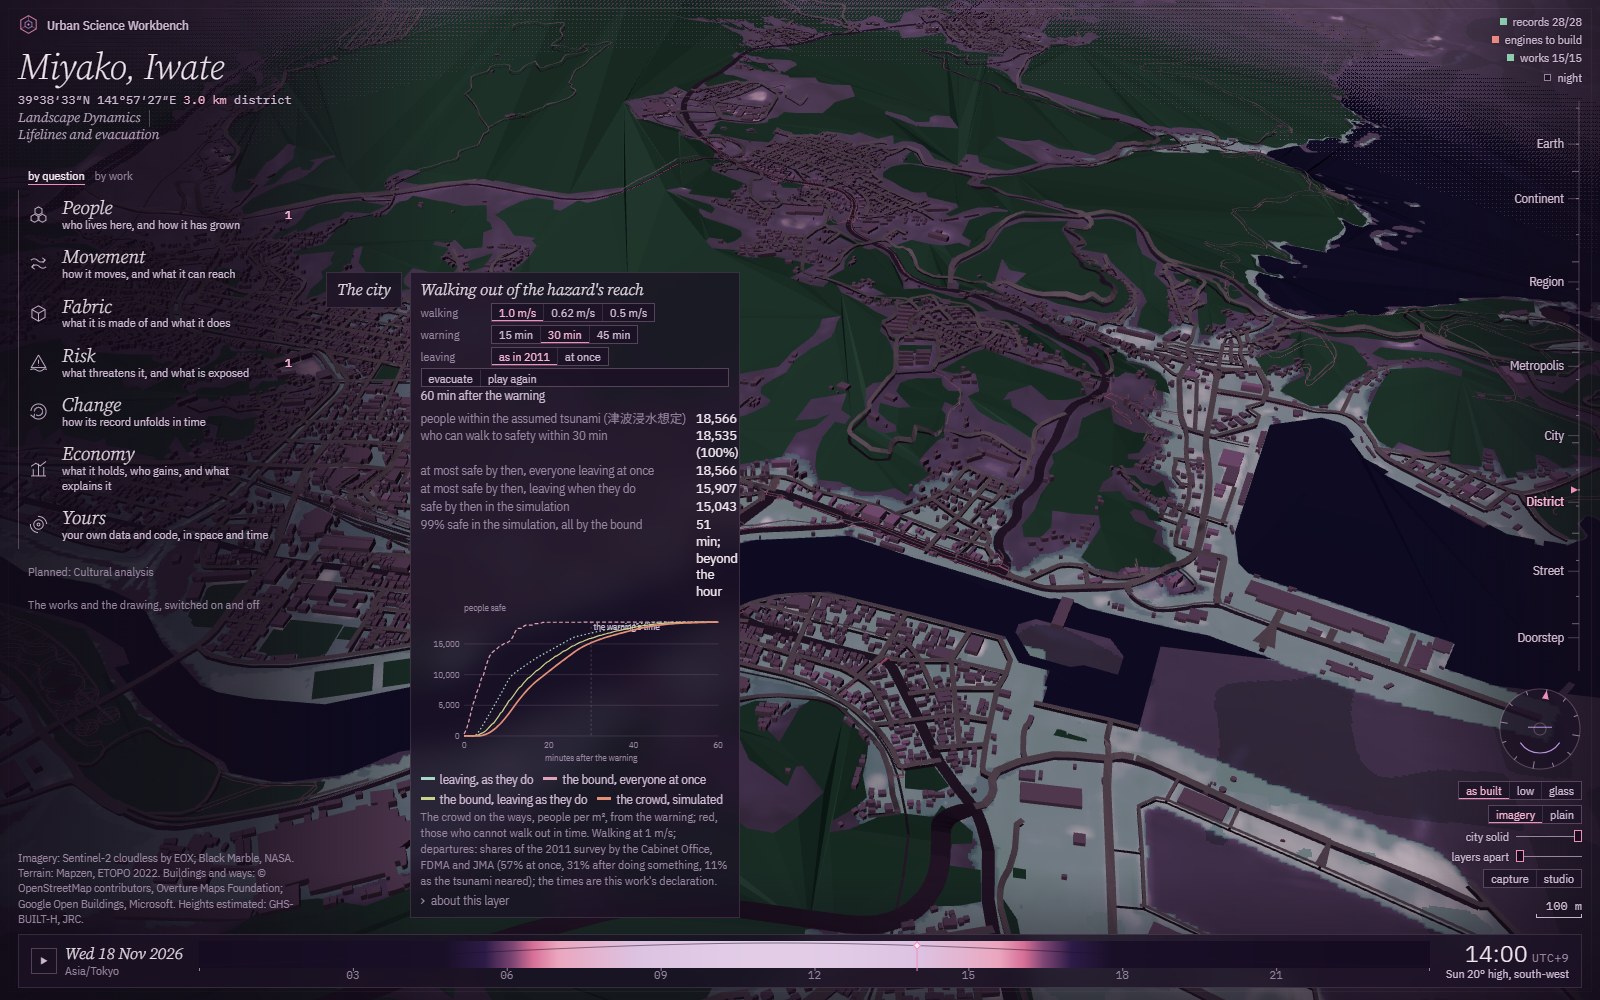 Urban Science Workbench
Miyako, Iwate
39°38′33″N 141°57′27″E 3.0 km district
Landscape Dynamics
Lifelines and evacuation
by question by work
People 1
who lives here, and how it has grown
Movement
how it moves, and what it can reach
Fabric
what it is made of and what it does
Risk 1
what threatens it, and what is exposed
Change
how its record unfolds in time
Economy
what it holds, who gains, and what
explains it
Yours
your own data and code, in space and time
Planned: Cultural analysis
The works and the drawing, switched on and off
Imagery: Sentinel-2 cloudless by EOX; Black Marble, NASA.
Terrain: Mapzen, ETOPO 2022. Buildings and ways: ©
OpenStreetMap contributors, Overture Maps Foundation;
Google Open Buildings, Microsoft. Heights estimated: GHS-
BUILT-H, JRC.
The city
Walking out of the hazard's reach
walking 1.0 m/s 0.62 m/s 0.5 m/s
warning 15 min 30 min 45 min
leaving as in 2011 at once
evacuate play again
60 min after the warning
people within the assumed tsunami (津波浸水想定) 18,566
who can walk to safety within 30 min 18,535
(100%)
at most safe by then, everyone leaving at once 18,566
at most safe by then, leaving when they do 15,907
safe by then in the simulation 15,043
99% safe in the simulation, all by the bound 51
min;
beyond
the
hour
people safe
the warning's time
15,000
10,000
5,000
0
0 20 40 60
minutes after the warning
leaving, as they do the bound, everyone at once
the bound, leaving as they do the crowd, simulated
The crowd on the ways, people per m², from the warning; red,
those who cannot walk out in time. Walking at 1 m/s;
departures: shares of the 2011 survey by the Cabinet Office,
FDMA and JMA (57% at once, 31% after doing something, 11%
as the tsunami neared); the times are this work's declaration.
› about this layer
records 28/28
engines to build
works 15/15
night
Earth
Continent
Region
Metropolis
City
District
Street
Doorstep
as built low glass
imagery plain
city solid
layers apart
capture studio
100 m
Wed 18 Nov 2026
Asia/Tokyo
03 06 09 12 15 18 21
14:00 UTC+9
Sun 20° high, south-west